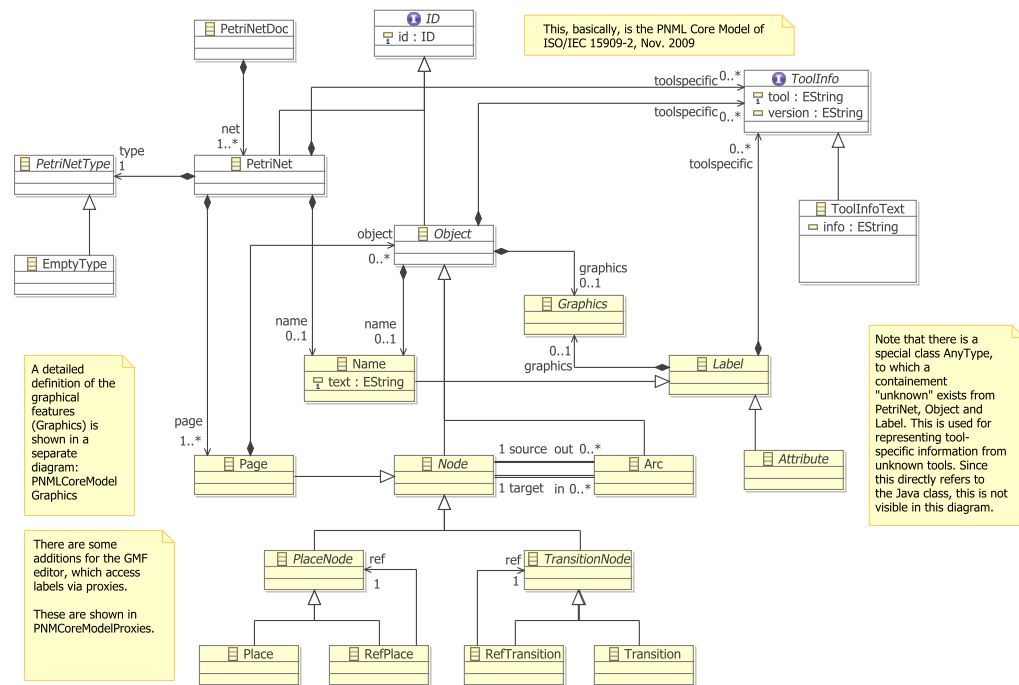 PetriNetDoc
I ID
id : ID
This, basically, is the PNML Core Model of
ISO/IEC 15909-2, Nov. 2009
I ToolInfo
tool : EString
version : EString
toolspecific 0..*
toolspecific 0..*
0..*
toolspecific
net
1..*
type
1
PetriNetType
PetriNet
ToolInfoText
info : EString
object
0..*
Object
EmptyType
graphics
0..1
Graphics
name
0..1
name
0..1
0..1
graphics
Name
text : EString
Label
A detailed
definition of the
graphical
features
(Graphics) is
shown in a
separate
diagram:
PNMLCoreModel
Graphics
Note that there is a
special class AnyType,
to which a
containement
"unknown" exists from
PetriNet, Object and
Label. This is used for
representing tool-
specific information from
unknown tools. Since
this directly refers to
the Java class, this is not
visible in this diagram.
page
1..*
Page
Node
1 source out 0..*
1 target in 0..*
Arc
Attribute
There are some
additions for the GMF
editor, which access
labels via proxies.
These are shown in
PNMCoreModelProxies.
PlaceNode
ref
1
ref
1
TransitionNode
Place
RefPlace
RefTransition
Transition